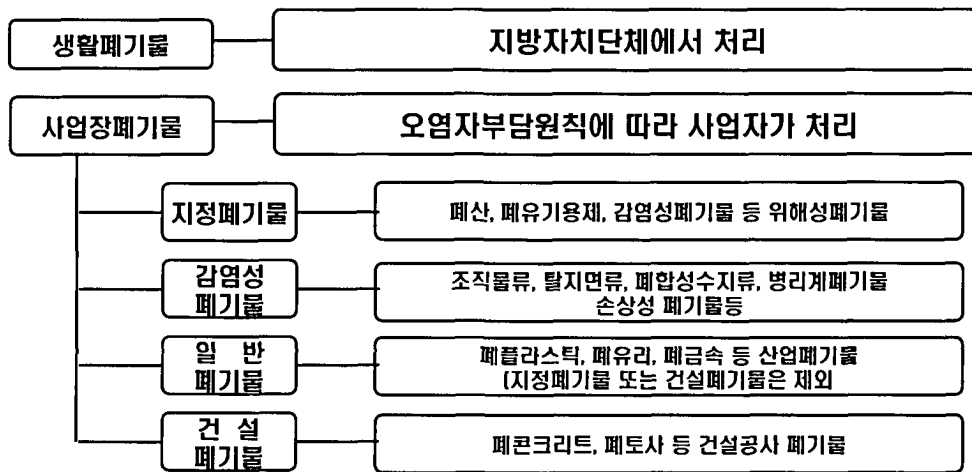 생활폐기물
지방자치단체에서 처리
사업장폐기물
오염자부담원칙에 따라 사업자가 처리
지정폐기물
폐산, 폐유기용제, 감염성폐기물 등 위해성폐기물
감염성
폐기물
조직물류, 탈지면류, 폐합성수지류, 병리계폐기물
손상성 폐기물등
일 반
폐기물
폐플라스틱, 폐유리, 폐금속 등 산업폐기물
(지정폐기물 또는 건설폐기물은 제외
건 설
폐기물
폐콘크리트, 폐토사 등 건설공사 폐기물